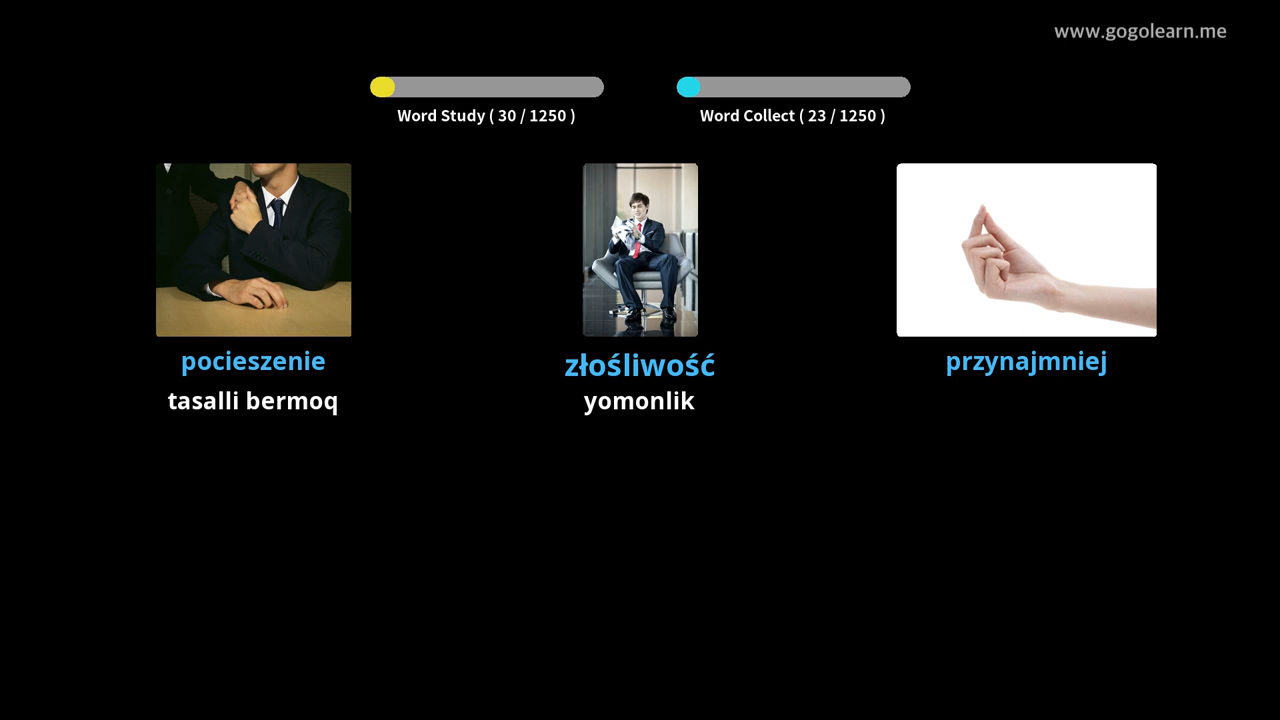 www.gogolearn.me
Word Study ( 30 / 1250 )
Word Collect ( 23 / 1250 )
pocieszenie
złośliwość
przynajmniej
tasalli bermoq
yomonlik